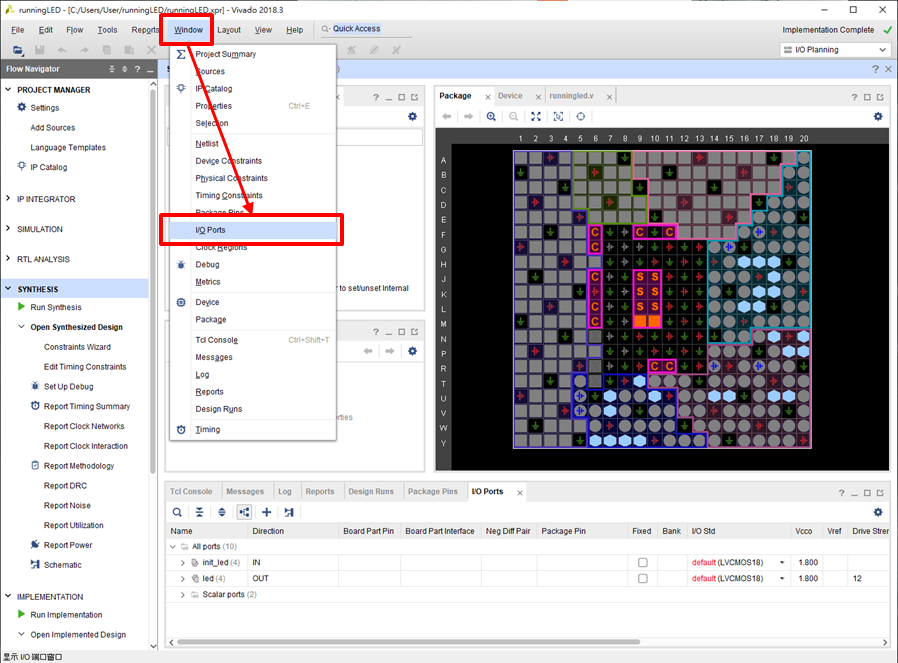 runningLED - [C:/Users/User/runningLED/runningLED.xpr] - Vivado 2018.3
File Edit Flow Tools Reports Window Layout View Help Quick Access
Implementation Complete
I/O Planning
Flow Navigator
PROJECT MANAGER
Settings
Add Sources
Language Templates
IP Catalog
IP INTEGRATOR
SIMULATION
RTL ANALYSIS
SYNTHESIS
Run Synthesis
Open Synthesized Design
Constraints Wizard
Edit Timing Constraints
Set Up Debug
Report Timing Summary
Report Clock Networks
Report Clock Interaction
Report Methodology
Report DRC
Report Noise
Report Utilization
Report Power
Schematic
IMPLEMENTATION
Run Implementation
Open Implemented Design
Project Summary
Sources
IP Catalog
Properties Ctrl+E
Selection
Netlist
Device Constraints
Physical Constraints
Timing Constraints
Package Pins
I/O Ports
Clock Regions
Debug
Metrics
Device
Package
Tcl Console Ctrl+Shift+T
Messages
Log
Reports
Design Runs
Timing
to set/unset Internal
Package Device runningled.v
1 2 3 4 5 6 7 8 9 10 11 12 13 14 15 16 17 18 19 20
A
B
C
D
E
F C C C C
G C
H
J C S S
K C S S
L C S S
M C
N
P
R C C
T
U
V
W
Y
Tcl Console Messages Log Reports Design Runs Package Pins I/O Ports
Name Direction Board Part Pin Board Part Interface Neg Diff Pair Package Pin Fixed Bank I/O Std Vcco Vref Drive Stren
All ports (10)
init_led (4) IN default (LVCMOS18) 1.800
led (4) OUT default (LVCMOS18) 1.800 12
Scalar ports (2)
显示 I/O 端口窗口